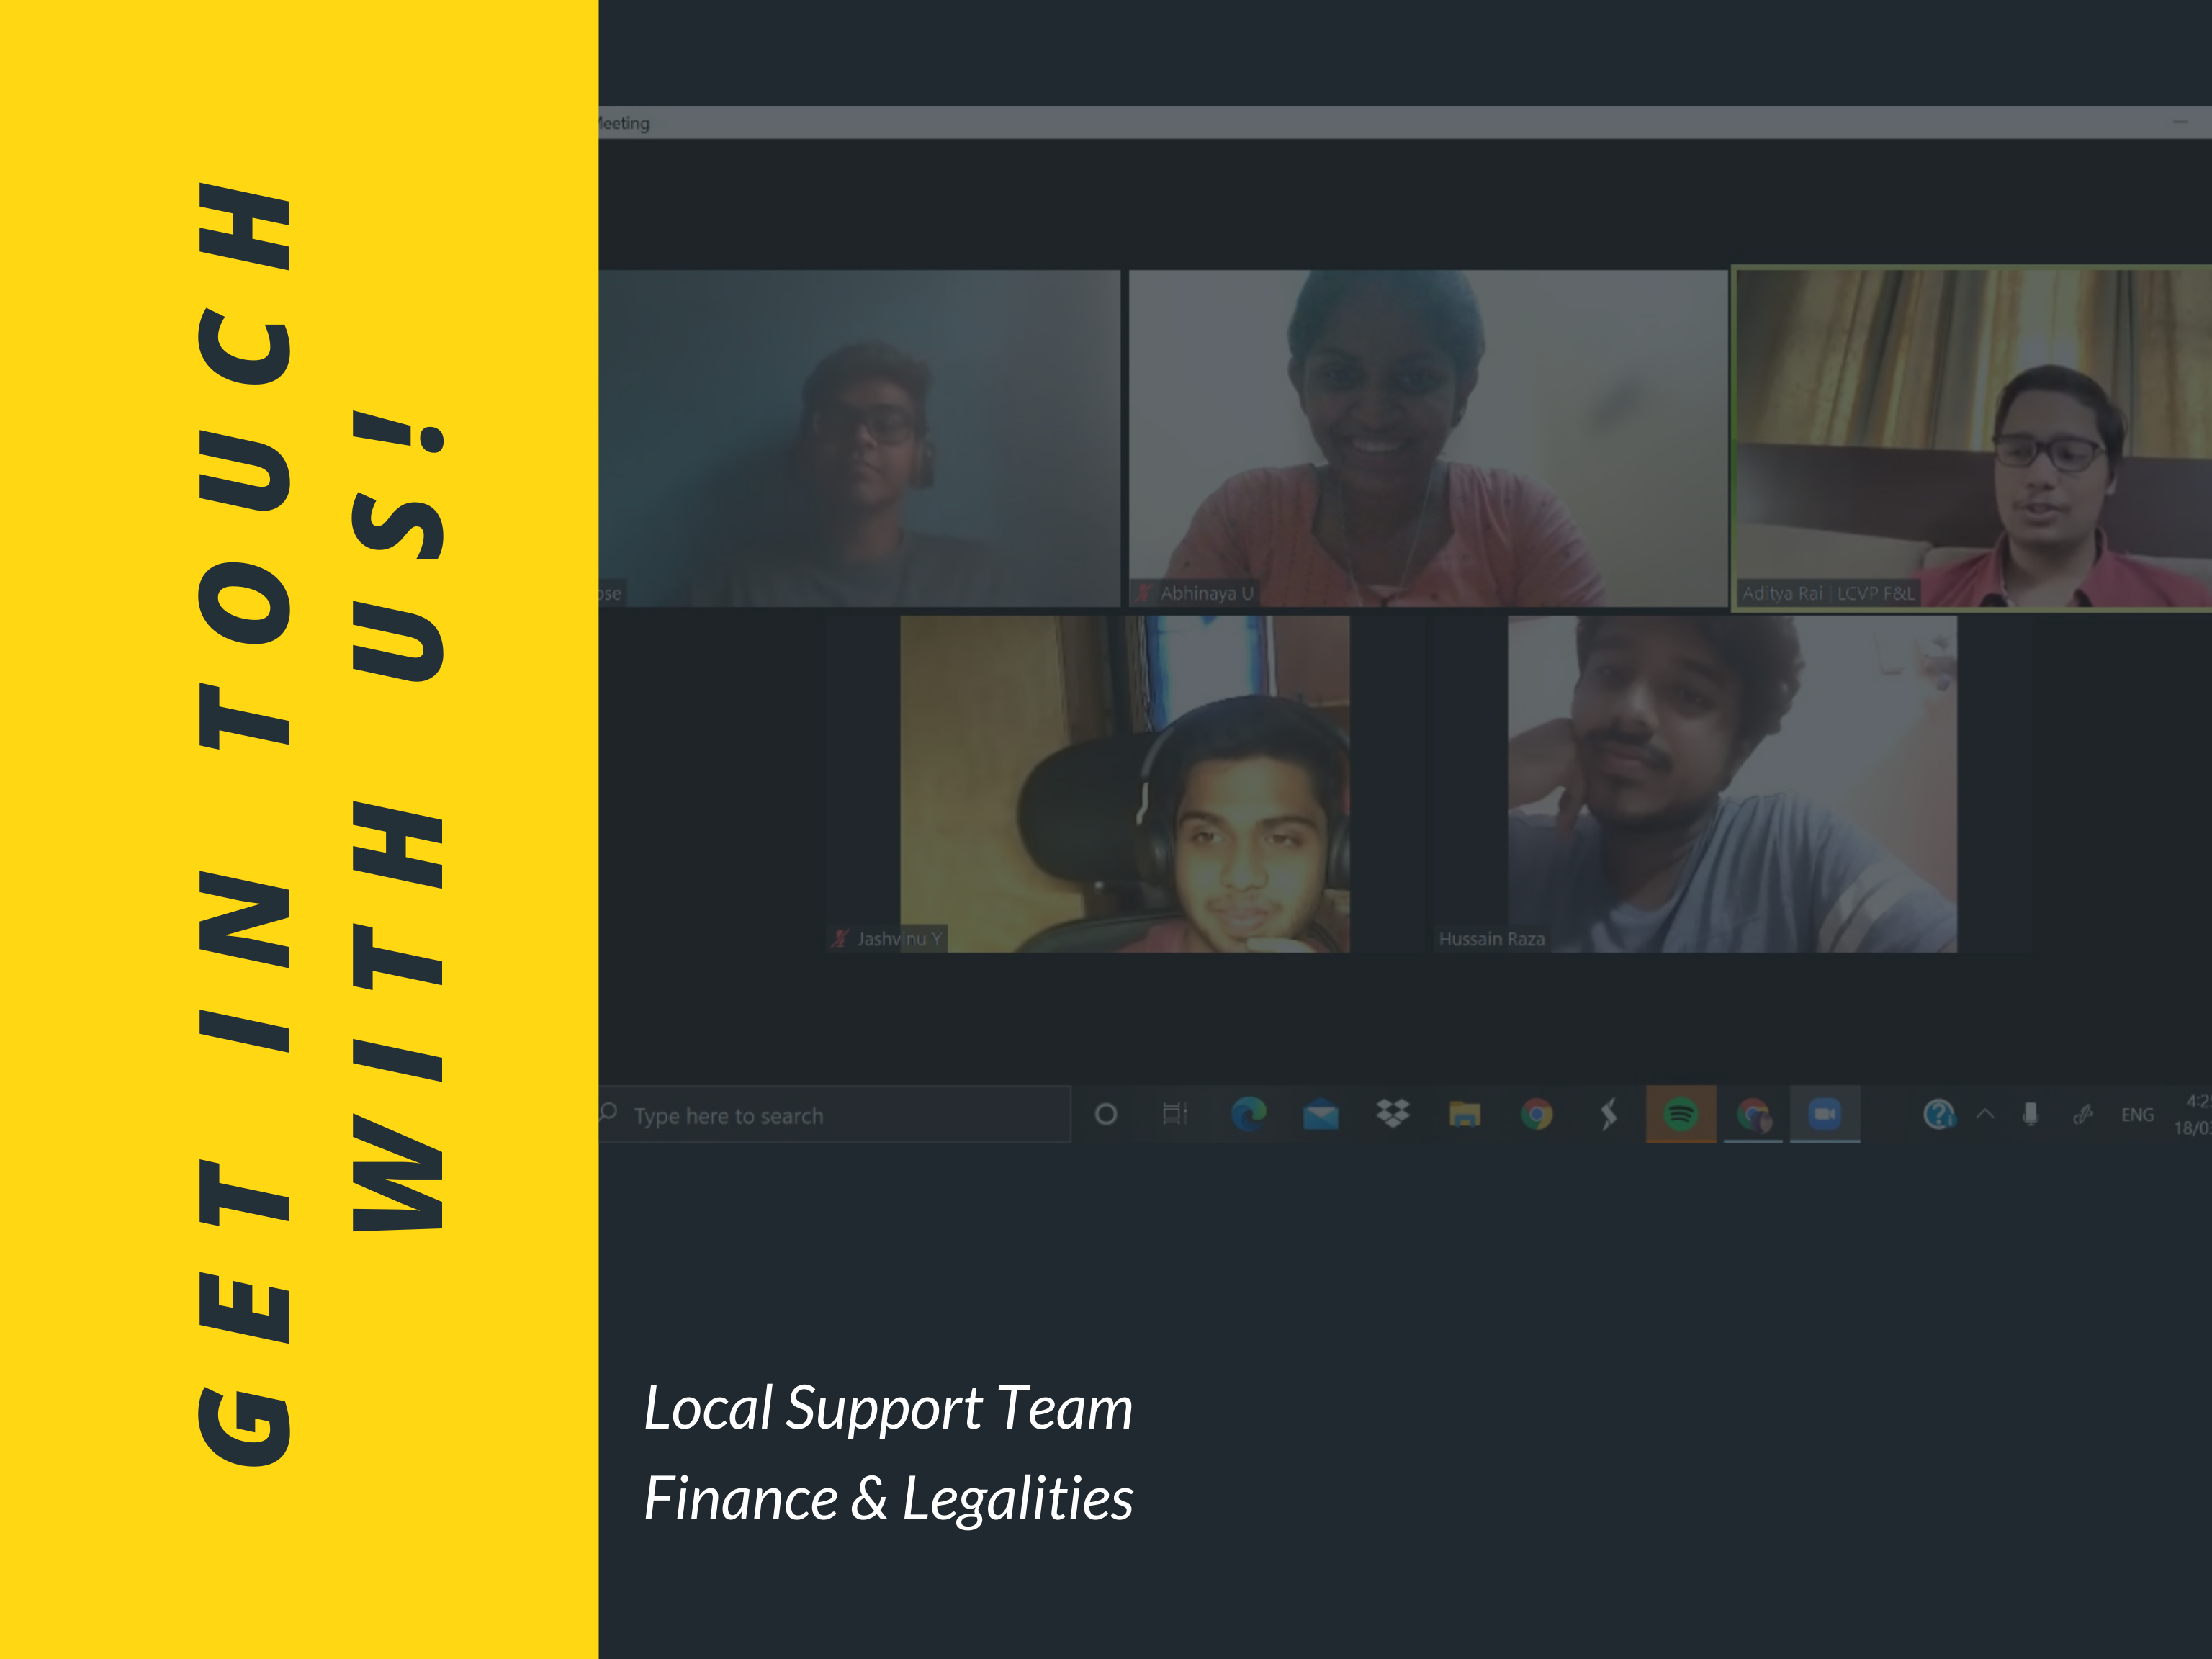 GET IN TOUCH
WITH US!
Meeting
Abhinaya U
Aditya Rai | LCVP F&L
Jashvinu Y
Hussain Raza
Type here to search
ENG
Local Support Team
Finance & Legalities